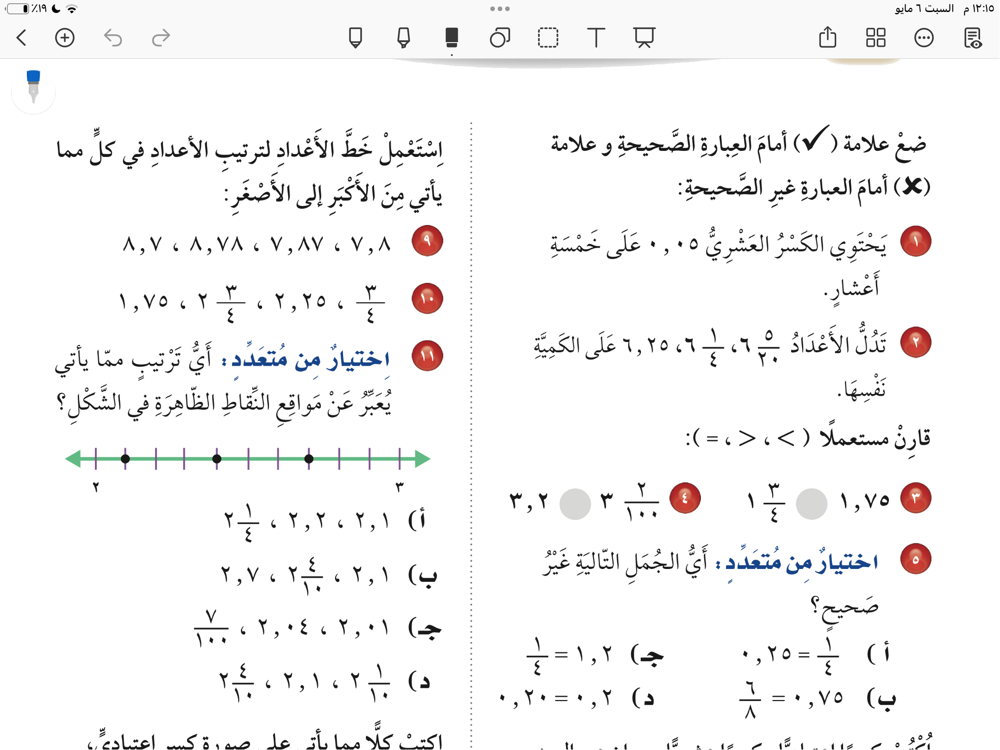 ١٢:١٥ م السبت ٦ مايو
٪١٩
ضعْ علامة (✓) أمامَ العِبارةِ الصَّحيحةِ و علامة
(✘) أمامَ العبارةِ غيرِ الصَّحيحةِ:
١ يَحْتَوِي الكَسْرُ العَشْرِيُّ ٠,٠٥ عَلَى خَمْسَةِ
أَعْشارٍ.
٢ تَدُلُّ الأَعْدَادُ ٦ ٥/٢٠، ٦ ١/٤، ٦,٢٥ عَلَى الكَمِيَّةِ
نَفْسِهَا.
قارِنْ مستعملًا ( < ، > ، = ):
٣ ١,٧٥ ١ ٣/٤
٤ ٣ ٢/١٠٠ ٣,٢
٥ اختيارٌ مِن مُتعَدِّدٍ: أَيُّ الجُمَلِ التّاليَةِ غَيْرُ
صَحيحٍ؟
أ ) ١/٤ = ٠,٢٥ جـ) ١,٢ = ١/٤
ب) ٠,٧٥ = ٦/٨ د ) ٠,٢ = ٠,٢٠
اِسْتَعْمِلْ خَطَّ الأَعْدادِ لترتيبِ الأعدادِ في كلٍّ مما
يأتي مِنَ الأَكْبَرِ إلى الأَصْغَرِ:
٩ ٧,٨ ، ٧,٨٧ ، ٨,٧٨ ، ٨,٧
١٠ ٣/٤ ، ٢,٢٥ ، ٢ ٣/٤ ، ١,٧٥
١١ اِختيارٌ مِن مُتعَدِّدٍ: أَيُّ تَرْتيبٍ ممّا يأتي
يُعَبِّرُ عَنْ مَواقِعِ النِّقاطِ الظّاهِرَةِ في الشَّكْلِ؟
٢ ٣
أ) ٢,١ ، ٢,٢ ، ٢ ١/٤
ب) ٢,١ ، ٢ ٤/١٠ ، ٢,٧
جـ) ٢,٠١ ، ٢,٠٤ ، ٧/١٠٠
د) ٢ ١/١٠ ، ٢,١ ، ٢ ٤/١٠
اكتبْ كلًّا مما يأتي على صورةِ كسرٍ اعتياديٍّ،